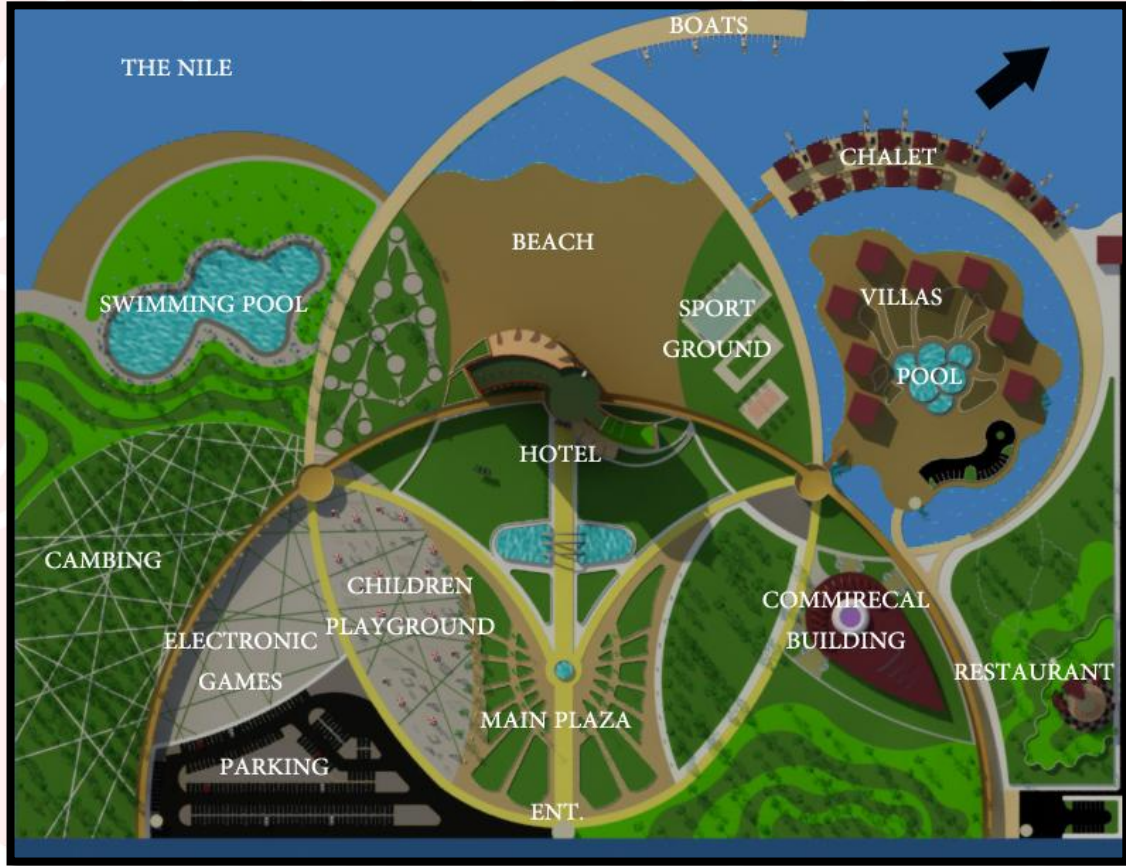 BOATS
THE NILE
CHALET
BEACH
SWIMMING POOL
VILLAS
SPORT
GROUND
POOL
HOTEL
CAMBING
CHILDREN
PLAYGROUND
COMMIRECAL
BUILDING
ELECTRONIC
GAMES
RESTAURANT
MAIN PLAZA
PARKING
ENT.